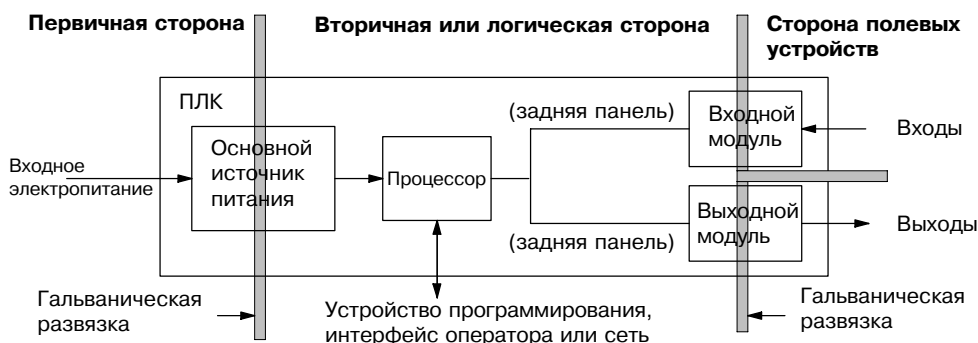 Первичная сторона
Вторичная или логическая сторона
Сторона полевых
устройств
ПЛК
(задняя панель)
Входной
модуль
Входы
Основной
источник
питания
Входное
электропитание
Процессор
Выходной
модуль
Выходы
(задняя панель)
Гальваническая
развязка
Устройство программирования,
интерфейс оператора или сеть
Гальваническая
развязка